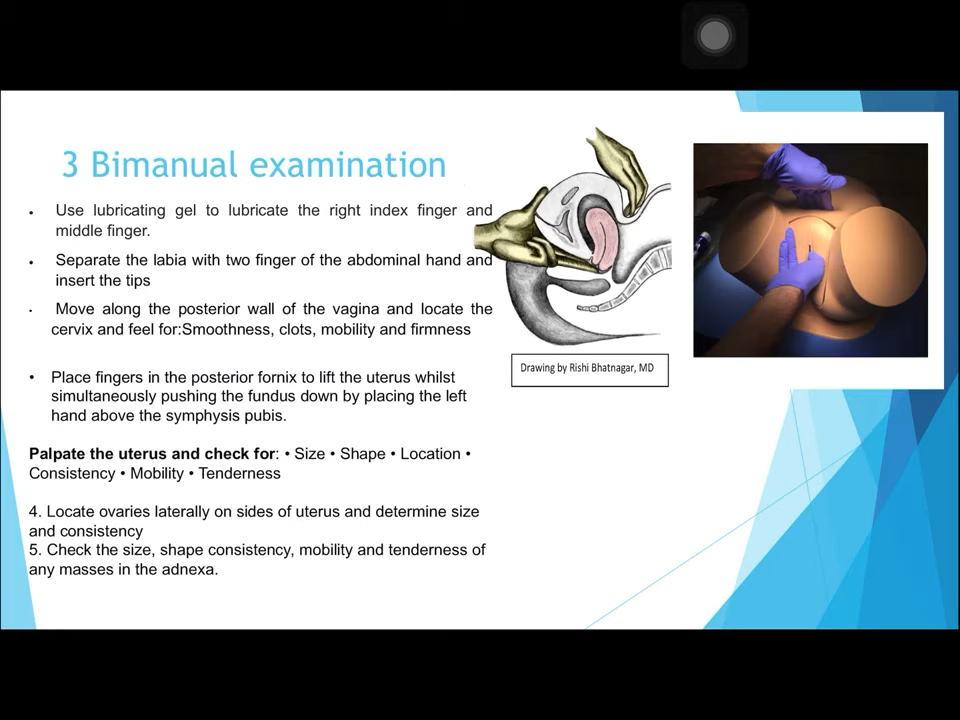 3 Bimanual examination
• Use lubricating gel to lubricate the right index finger and
middle finger.
• Separate the labia with two finger of the abdominal hand and
insert the tips
• Move along the posterior wall of the vagina and locate the
cervix and feel for:Smoothness, clots, mobility and firmness
• Place fingers in the posterior fornix to lift the uterus whilst
simultaneously pushing the fundus down by placing the left
hand above the symphysis pubis.
Palpate the uterus and check for: • Size • Shape • Location •
Consistency • Mobility • Tenderness
4. Locate ovaries laterally on sides of uterus and determine size
and consistency
5. Check the size, shape consistency, mobility and tenderness of
any masses in the adnexa.
Drawing by Rishi Bhatnagar, MD